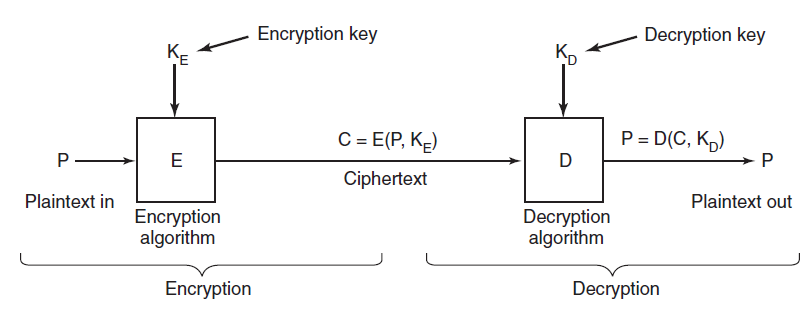 K_E
Encryption key
K_D
Decryption key
P
E
C = E(P, K_E)
D
P = D(C, K_D)
P
Plaintext in
Ciphertext
Plaintext out
Encryption
algorithm
Decryption
algorithm
Encryption
Decryption